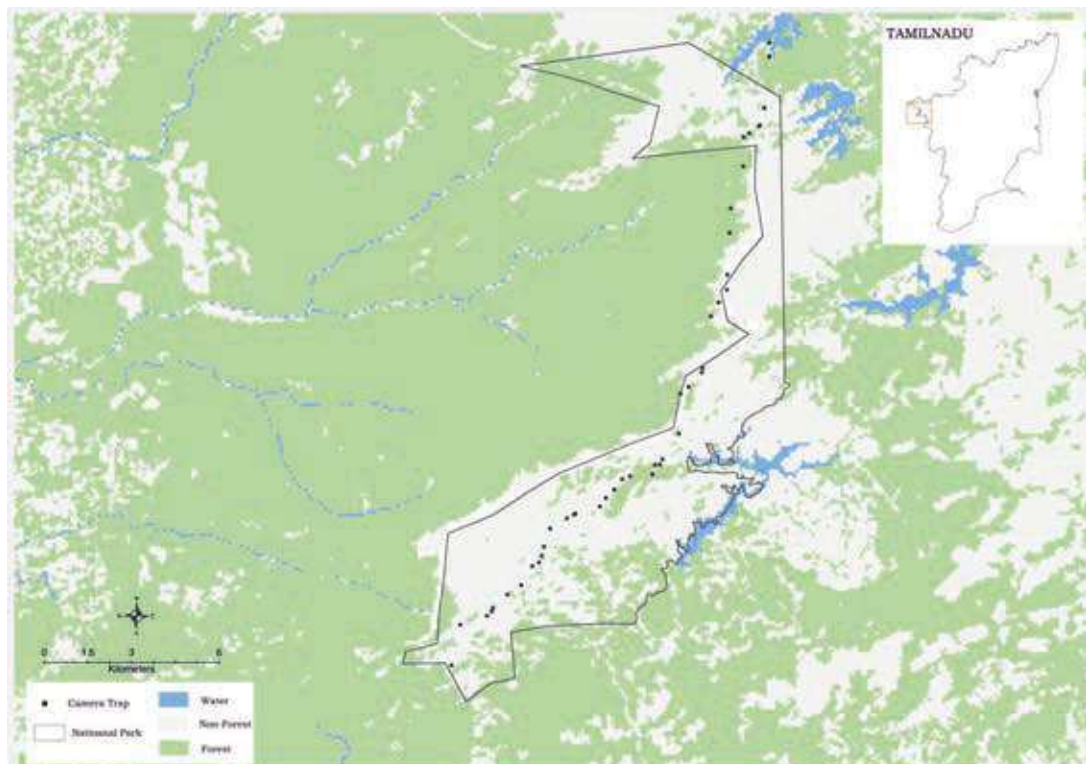 TAMILNADU
0 1.5 3 6
Kilometers
Camera Trap
National Park
Water
Non-Forest
Forest